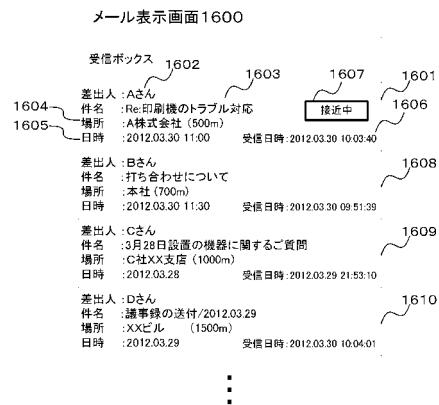 メール表示画面1600
受信ボックス
1602
1603
1607
1601
差出人:Aさん
件名:Re:印刷機のトラブル対応
接近中
1606
1604
場所:A株式会社 (500m)
1605
日時:2012.03.30 11:00 受信日時:2012.03.30 10:03:40
差出人:Bさん
1608
件名:打ち合わせについて
場所:本社 (700m)
日時:2012.03.30 11:30 受信日時:2012.03.30 09:51:39
差出人:Cさん
1609
件名:3月28日設置の機器に関するご質問
場所:C社XX支店 (1000m)
日時:2012.03.28 受信日時:2012.03.29 21:53:10
差出人:Dさん
1610
件名:議事録の送付/2012.03.29
場所:XXビル (1500m)
日時:2012.03.29 受信日時:2012.03.30 10:04:01